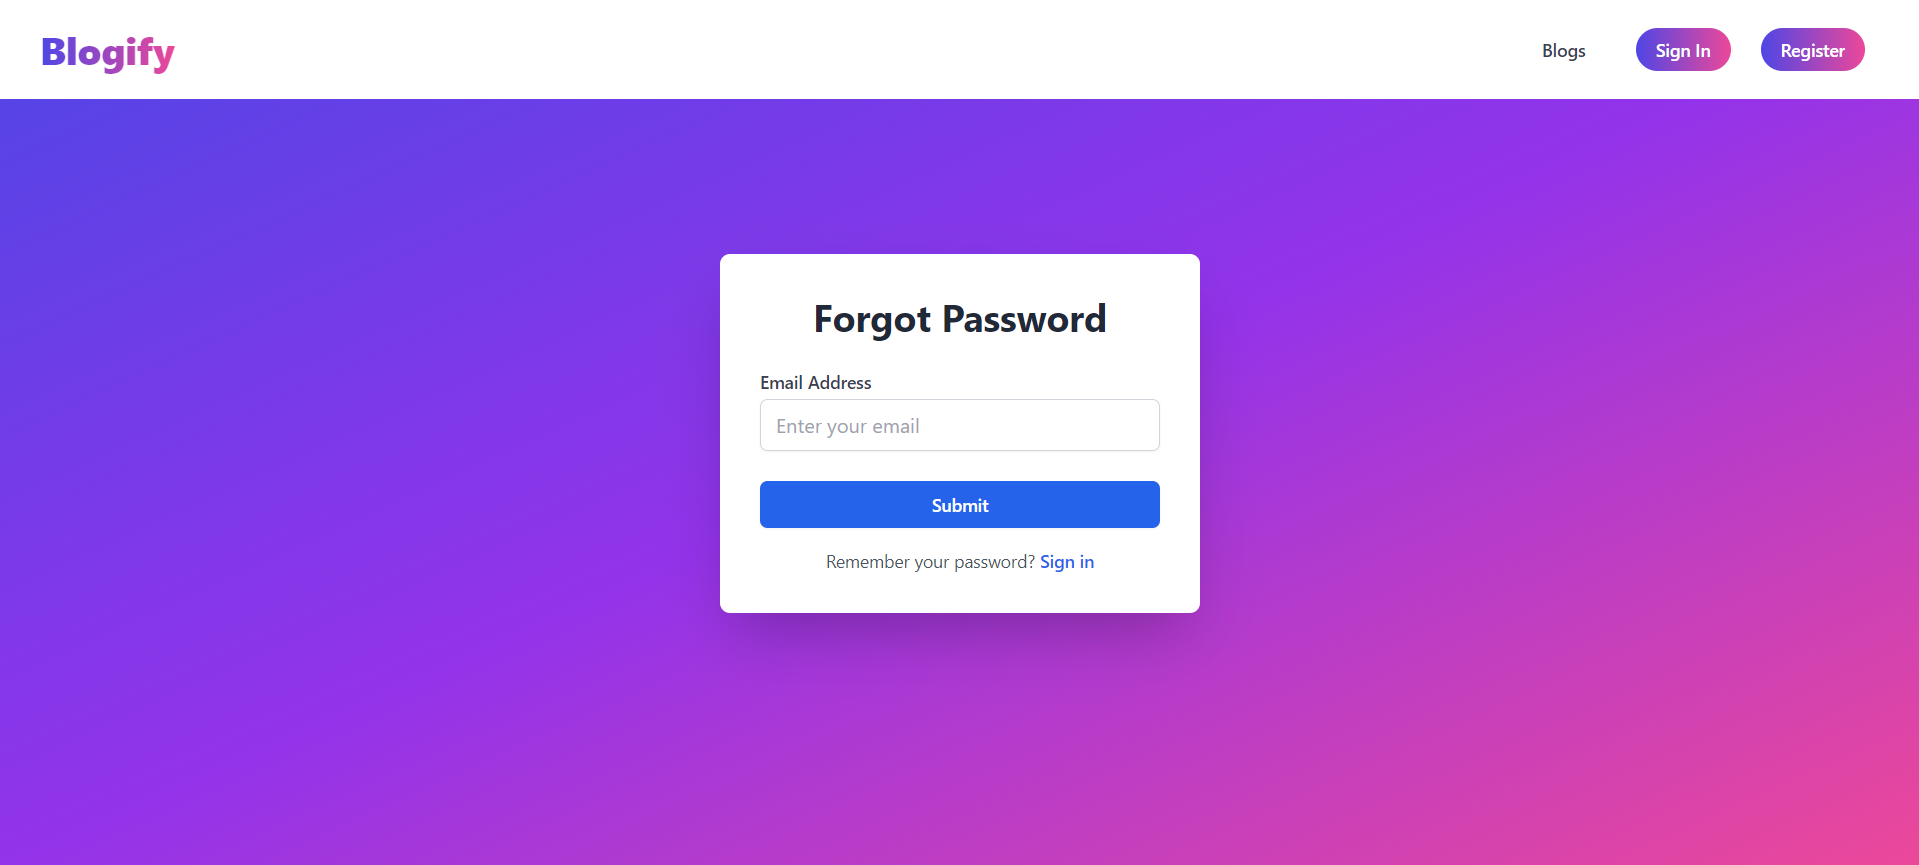 Blogify
Blogs
Sign In
Register
Forgot Password
Email Address
Enter your email
Submit
Remember your password? Sign in